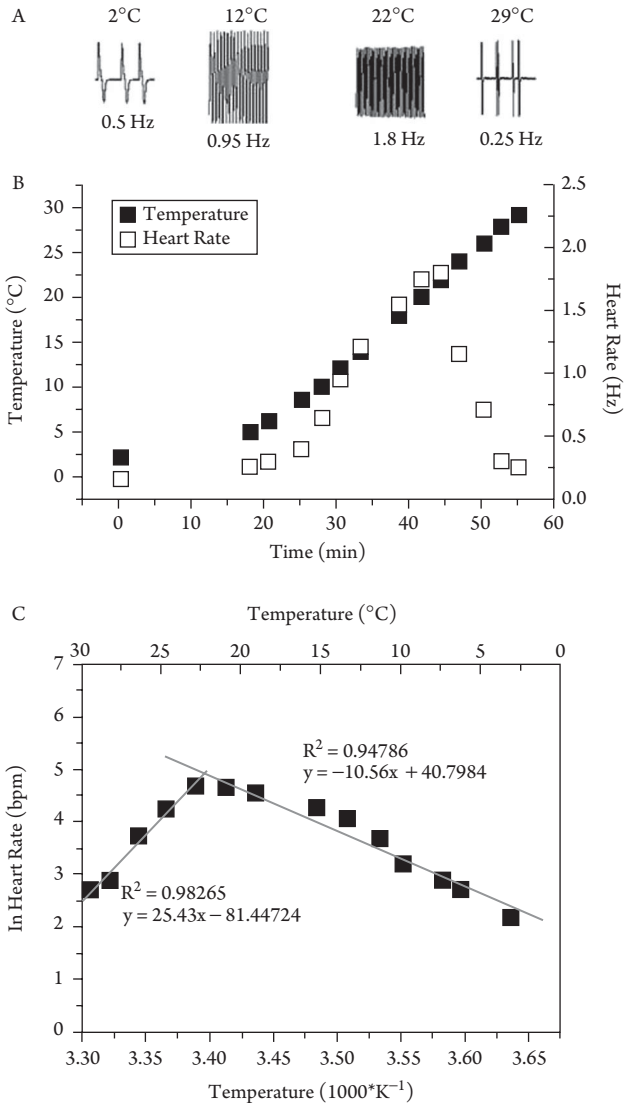 A
2°C 12°C 22°C 29°C
0.5 Hz 0.95 Hz 1.8 Hz 0.25 Hz
B
Temperature
Heart Rate
30
25
20
15
10
5
0
Temperature (°C)
2.5
2.0
1.5
1.0
0.5
0.0
Heart Rate (Hz)
0 10 20 30 40 50 60
Time (min)
C
Temperature (°C)
30 25 20 15 10 5 0
7
6
5
4
3
2
1
0
In Heart Rate (bpm)
R² = 0.94786
y = −10.56x + 40.7984
R² = 0.98265
y = 25.43x − 81.44724
3.30 3.35 3.40 3.45 3.50 3.55 3.60 3.65
Temperature (1000*K⁻¹)